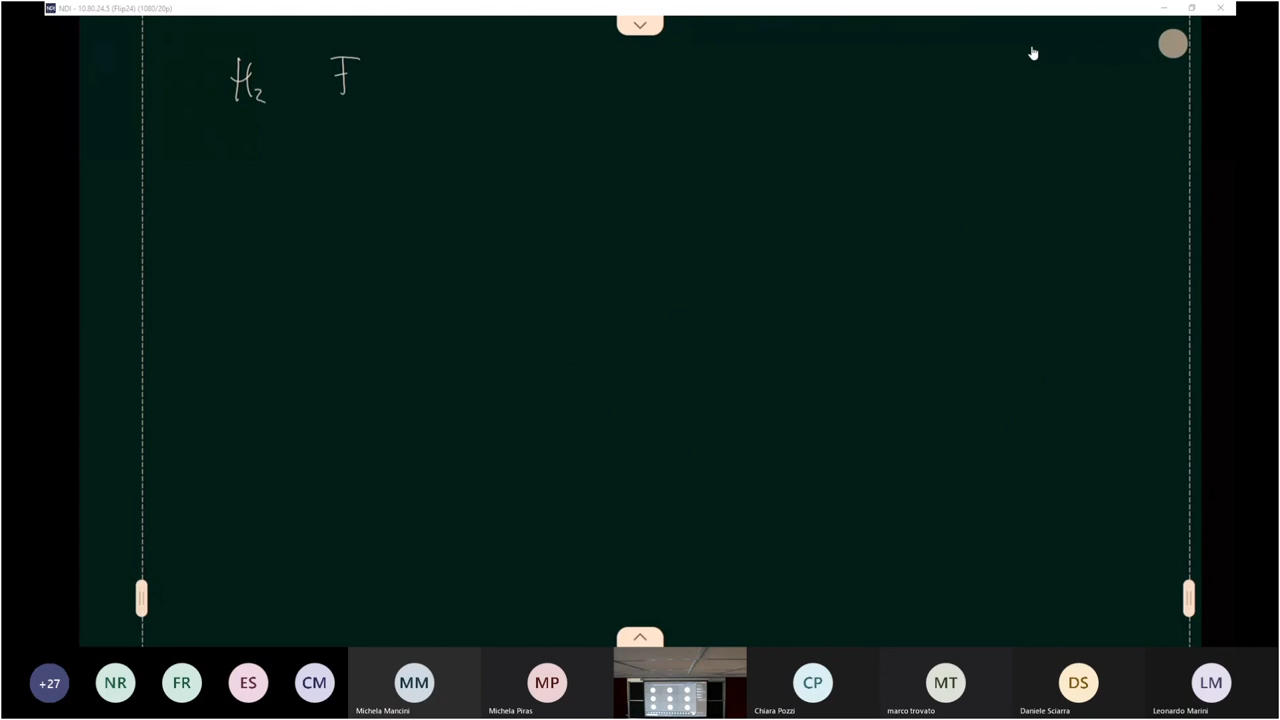 NDI - 10.80.24.5 (Flip24) (1080/20p)
H₂ F
+27 NR FR ES CM MM MP CP MT DS LM
Michela Mancini Michela Piras Chiara Pozzi marco trovato Daniele Sciarra Leonardo Marini